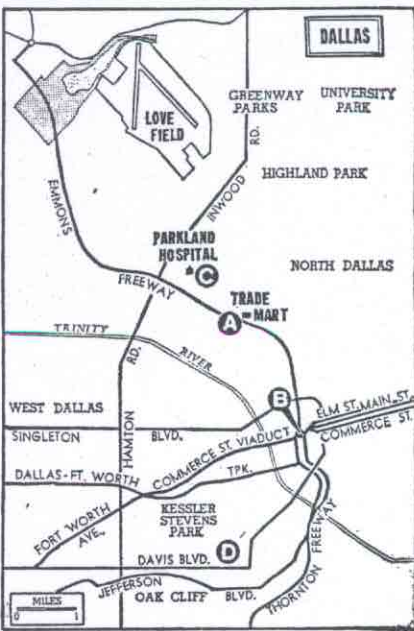 DALLAS
GREENWAY
PARKS
UNIVERSITY
PARK
LOVE
FIELD
INWOOD
RD.
HIGHLAND PARK
EMMONS
FREEWAY
PARKLAND
HOSPITAL
C
NORTH DALLAS
TRADE
MART
A
TRINITY
RIVER
HAMTON
RD.
B
ELM ST. MAIN ST.
COMMERCE ST.
WEST DALLAS
SINGLETON
BLVD.
COMMERCE ST. VIADUCT
DALLAS-FT. WORTH
TPK.
FORT WORTH
AVE.
KESSLER
STEVENS
PARK
D
DAVIS BLVD.
THORNTON FREEWAY
JEFFERSON
BLVD.
OAK CLIFF
MILES
0 1